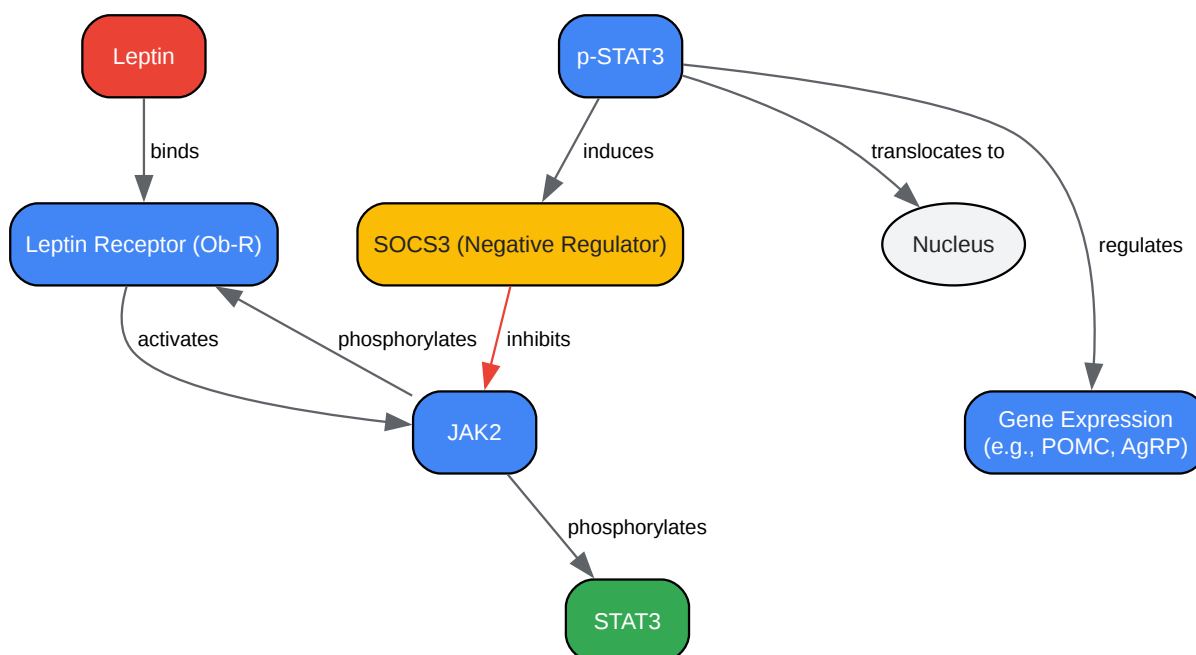 Leptin
p-STAT3
binds
induces
translocates to
Leptin Receptor (Ob-R)
SOCS3 (Negative Regulator)
Nucleus
regulates
activates
phosphorylates
inhibits
JAK2
Gene Expression
(e.g., POMC, AgRP)
phosphorylates
STAT3